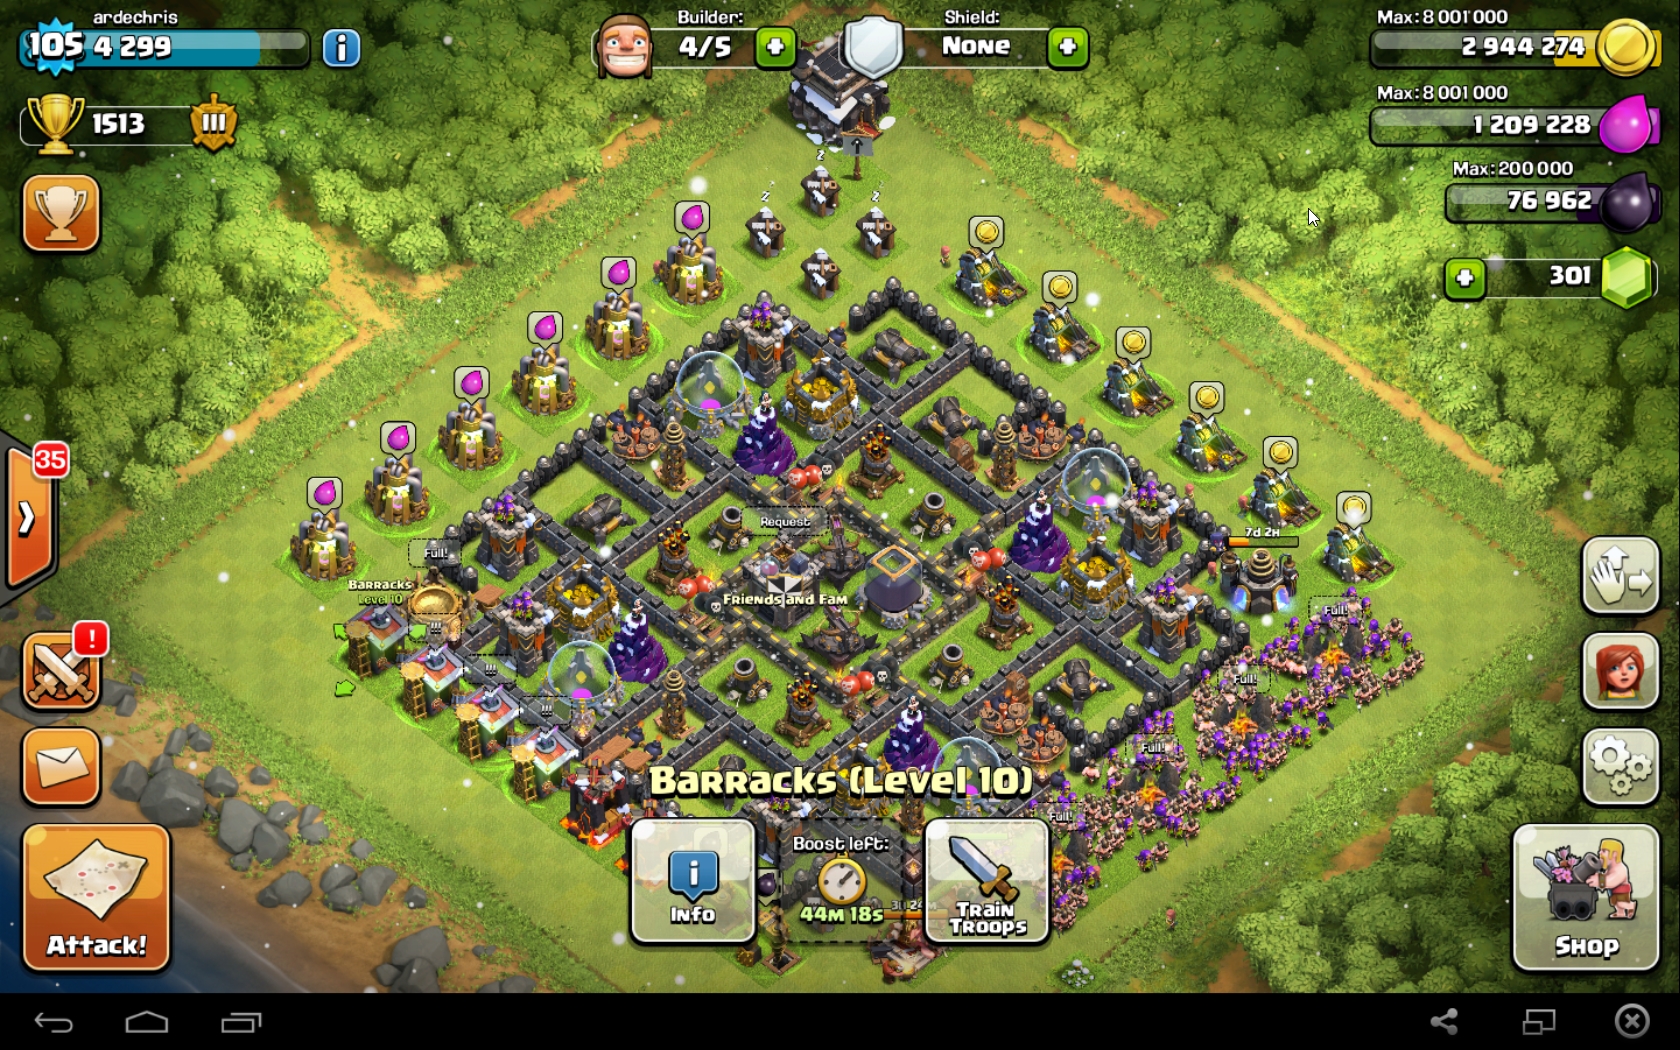 ardechris
105 4 299
Builder:
4/5
Shield:
None
Max: 8 001 000
2 944 274
Max: 8 001 000
1 209 228
Max: 200 000
76 962
301
1513
III
z
z
z
35
Request
Full!
7d 2H
Barracks
Level 10
Friends and Fam
Full!
Full!
Full!
Full!
!
Barracks (Level 10)
Info
Boost left:
44m 18s
Train
Troops
Attack!
Shop